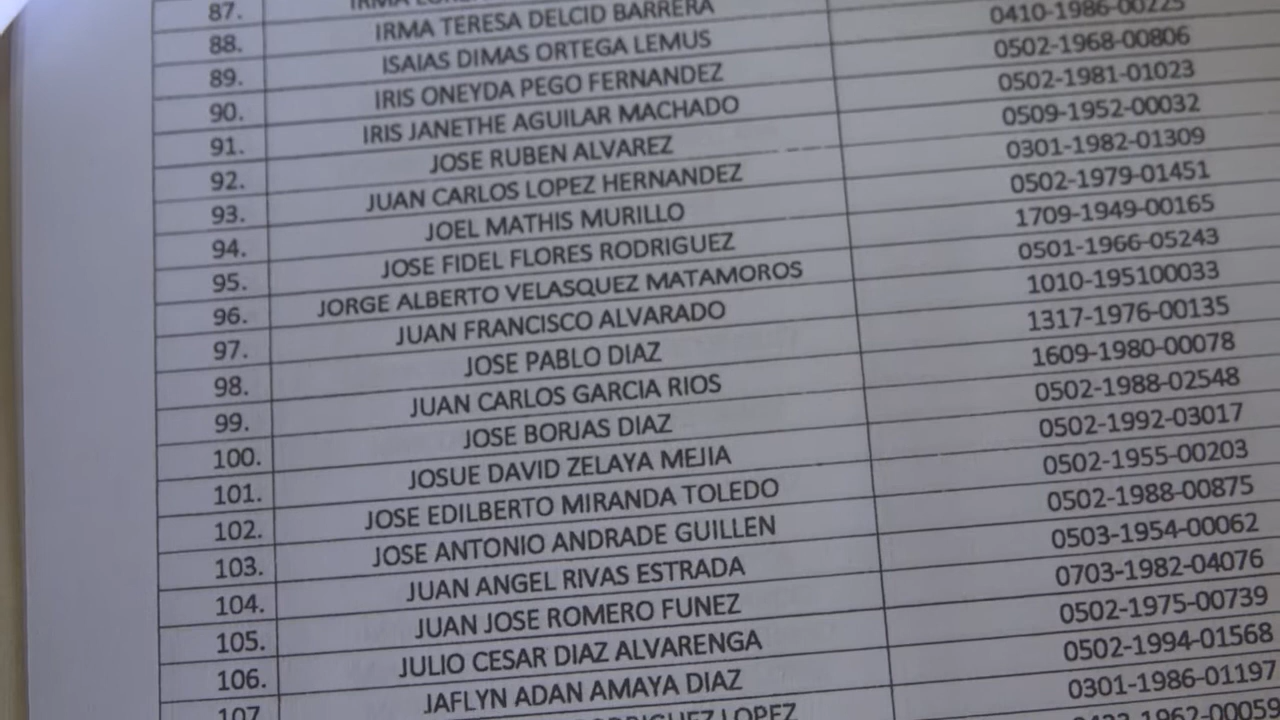 87. IRMA
88. IRMA TERESA DELCID BARRERA
89. ISAIAS DIMAS ORTEGA LEMUS 0410-1986-00225
90. IRIS ONEYDA PEGO FERNANDEZ 0502-1968-00806
91. IRIS JANETHE AGUILAR MACHADO 0502-1981-01023
92. JOSE RUBEN ALVAREZ 0509-1952-00032
93. JUAN CARLOS LOPEZ HERNANDEZ 0301-1982-01309
94. JOEL MATHIS MURILLO 0502-1979-01451
95. JOSE FIDEL FLORES RODRIGUEZ 1709-1949-00165
96. JORGE ALBERTO VELASQUEZ MATAMOROS 0501-1966-05243
97. JUAN FRANCISCO ALVARADO 1010-195100033
98. JOSE PABLO DIAZ 1317-1976-00135
99. JUAN CARLOS GARCIA RIOS 1609-1980-00078
100. JOSE BORJAS DIAZ 0502-1988-02548
101. JOSUE DAVID ZELAYA MEJIA 0502-1992-03017
102. JOSE EDILBERTO MIRANDA TOLEDO 0502-1955-00203
103. JOSE ANTONIO ANDRADE GUILLEN 0502-1988-00875
104. JUAN ANGEL RIVAS ESTRADA 0503-1954-00062
105. JUAN JOSE ROMERO FUNEZ 0703-1982-04076
106. JULIO CESAR DIAZ ALVARENGA 0502-1975-00739
107. JAFLYN ADAN AMAYA DIAZ 0502-1994-01568
LOPEZ 0301-1986-01197